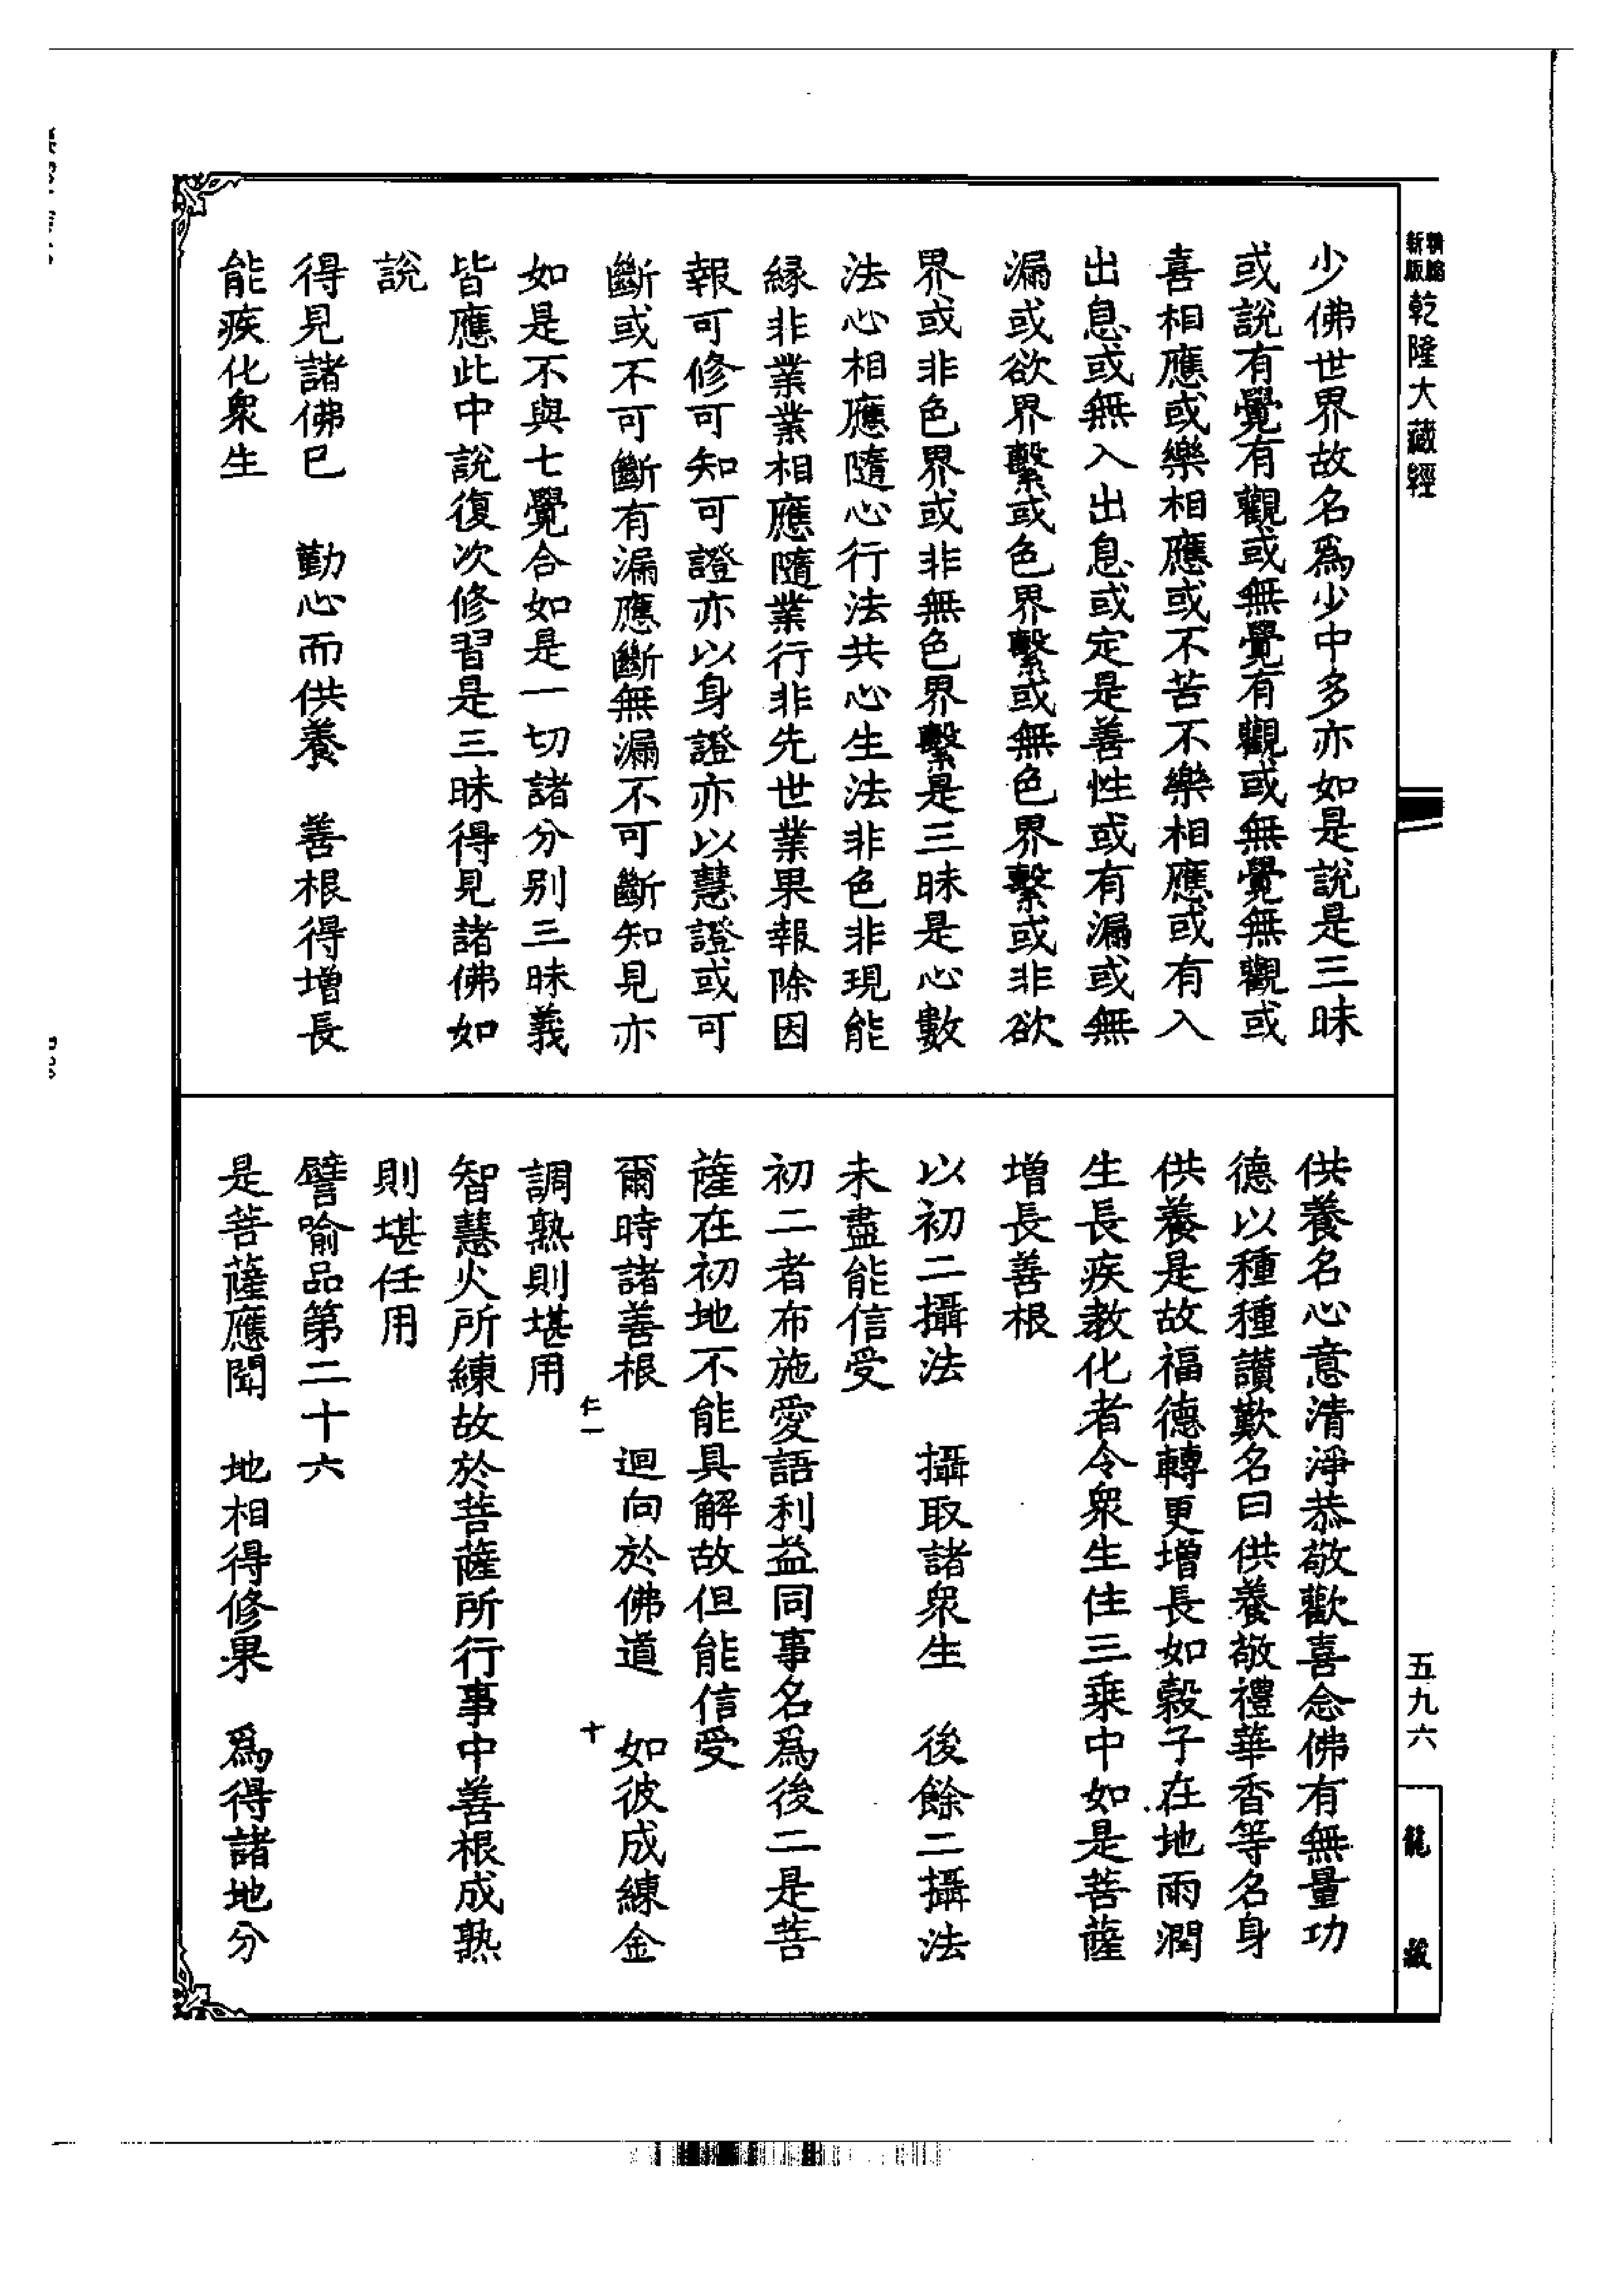 新版精縮乾隆大藏經
少佛世界故名爲少中多亦如是說是三昧
或說有覺有觀或無覺有觀或無覺無觀或
喜相應或樂相應或不苦不樂相應或有入
出息或無入出息或定是善性或有漏或無
漏或欲界繫或色界繫或無色界繫或非欲
界或非色界或非無色界繫是三昧是心數
法心相應隨心行法共心生法非色非現能
緣非業業相應隨業行非先世業果報除因
報可修可知可證亦以身證亦以慧證或可
斷或不可斷有漏應斷無漏不可斷知見亦
如是不與七覺合如是一切諸分別三昧義
皆應此中說復次修習是三昧得見諸佛如
說
得見諸佛已　勤心而供養　善根得增長
能疾化衆生
供養名心意清淨恭敬歡喜念佛有無量功
德以種種讚歎名曰供養敬禮華香等名身
供養是故福德轉更增長如穀子在地雨潤
生長疾教化者令衆生住三乘中如是菩薩
增長善根
以初二攝法　攝取諸衆生　後餘二攝法
未盡能信受
初二者布施愛語利益同事名爲後二是菩
薩在初地不能具解故但能信受
爾時諸善根　迴向於佛道　如彼成練金
仁一　十
調熟則堪用
智慧火所練故於菩薩所行事中善根成熟
則堪任用
譬喻品第二十六
是菩薩應聞　地相得修果　爲得諸地分
五九六
龍藏